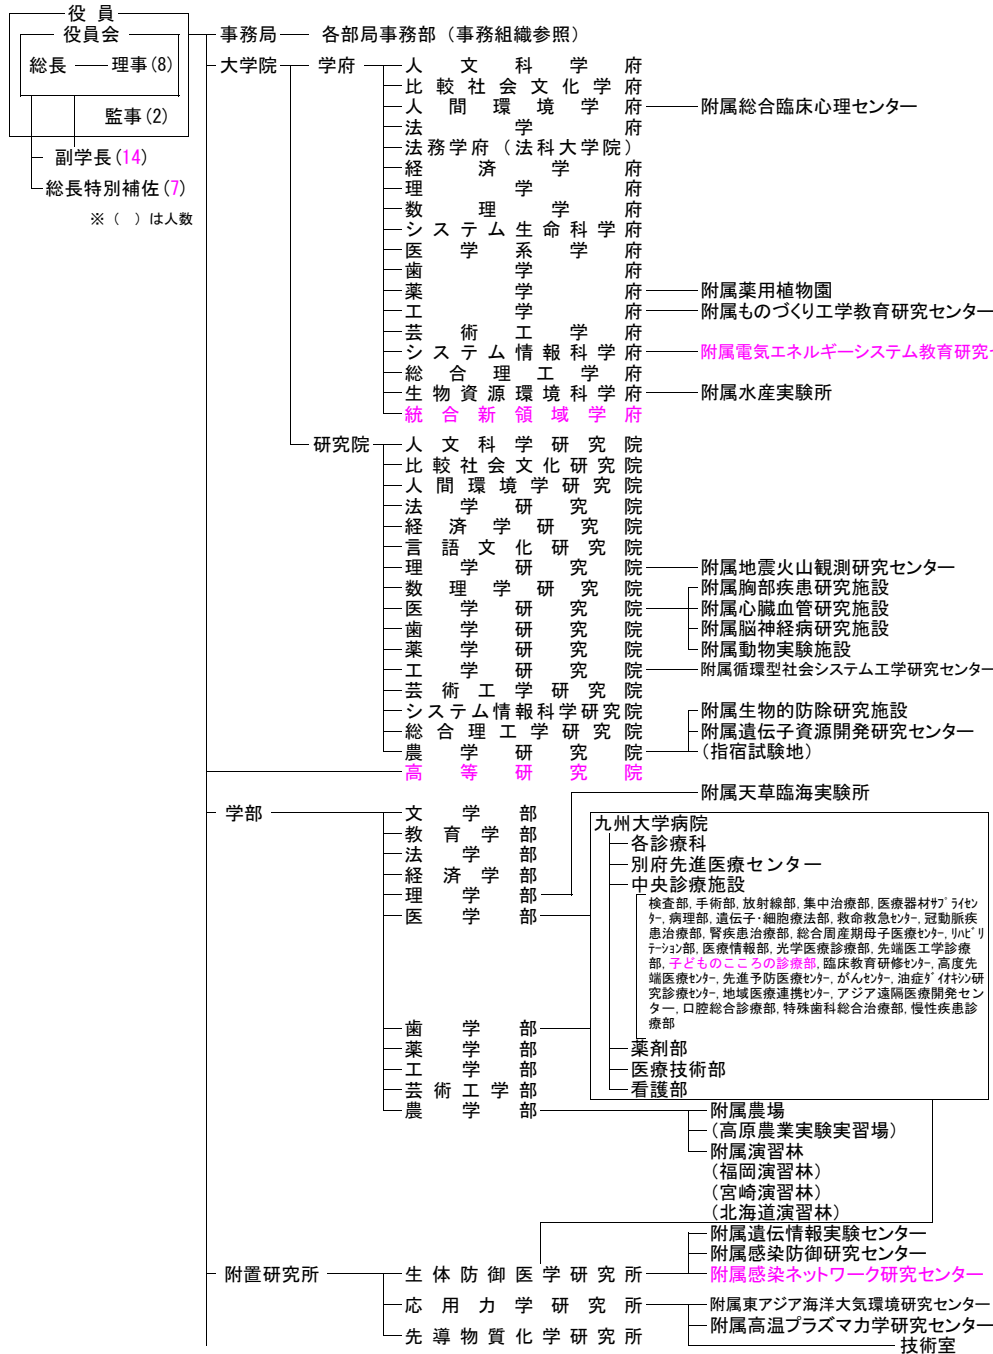 役 員
役員会
総長 理事(8)
監事(2)
副学長(14)
総長特別補佐(7)
※（　）は人数
事務局 各部局事務部（事務組織参照）
大学院 学府 人文科学府
比較社会文化学府
人間環境学府 附属総合臨床心理センター
法学府
法務学府（法科大学院）
経済学府
理学府
数理学府
システム生命科学府
医学系学府
歯学府
薬学府 附属薬用植物園
工学府 附属ものづくり工学教育研究センター
芸術工学府
システム情報科学府 附属電気エネルギーシステム教育研究セ
総合理工学府
生物資源環境科学府 附属水産実験所
統合新領域学府
研究院 人文科学研究院
比較社会文化研究院
人間環境学研究院
法学研究院
経済学研究院
言語文化研究院
理学研究院 附属地震火山観測研究センター
数理学研究院 附属胸部疾患研究施設
医学研究院 附属心臓血管研究施設
歯学研究院 附属脳神経病研究施設
薬学研究院 附属動物実験施設
工学研究院 附属循環型社会システム工学研究センター
芸術工学研究院
システム情報科学研究院 附属生物的防除研究施設
総合理工学研究院 附属遺伝子資源開発研究センター
農学研究院 (指宿試験地)
高等研究院
附属天草臨海実験所
学部 文学部
教育学部
法学部
経済学部
理学部
医学部
九州大学病院
各診療科
別府先進医療センター
中央診療施設
検査部, 手術部, 放射線部, 集中治療部, 医療器材ｻﾌﾟﾗｲｾﾝ
ﾀｰ, 病理部, 遺伝子・細胞療法部, 救命救急ｾﾝﾀｰ, 冠動脈疾
患治療部, 腎疾患治療部, 総合周産期母子医療ｾﾝﾀｰ, ﾘﾊﾋﾞﾘ
ﾃｰｼｮﾝ部, 医療情報部, 光学医療診療部, 先端医工学診療
部, 子どものこころの診療部, 臨床教育研修ｾﾝﾀｰ, 高度先
端医療ｾﾝﾀｰ, 先進予防医療ｾﾝﾀｰ, がんｾﾝﾀｰ, 油症ﾀﾞｲｵｷｼﾝ研
究診療ｾﾝﾀｰ, 地域医療連携ｾﾝﾀｰ, アジア遠隔医療開発セン
ター, 口腔総合診療部, 特殊歯科総合治療部, 慢性疾患診
療部
薬剤部
医療技術部
看護部
歯学部
薬学部
工学部
芸術工学部
農学部 附属農場
(高原農業実験実習場)
附属演習林
(福岡演習林)
(宮崎演習林)
(北海道演習林)
附属遺伝情報実験センター
附属感染防御研究センター
附置研究所 生体防御医学研究所 附属感染ネットワーク研究センター
応用力学研究所 附属東アジア海洋大気環境研究センター
附属高温プラズマ力学研究センター
先導物質化学研究所 技術室